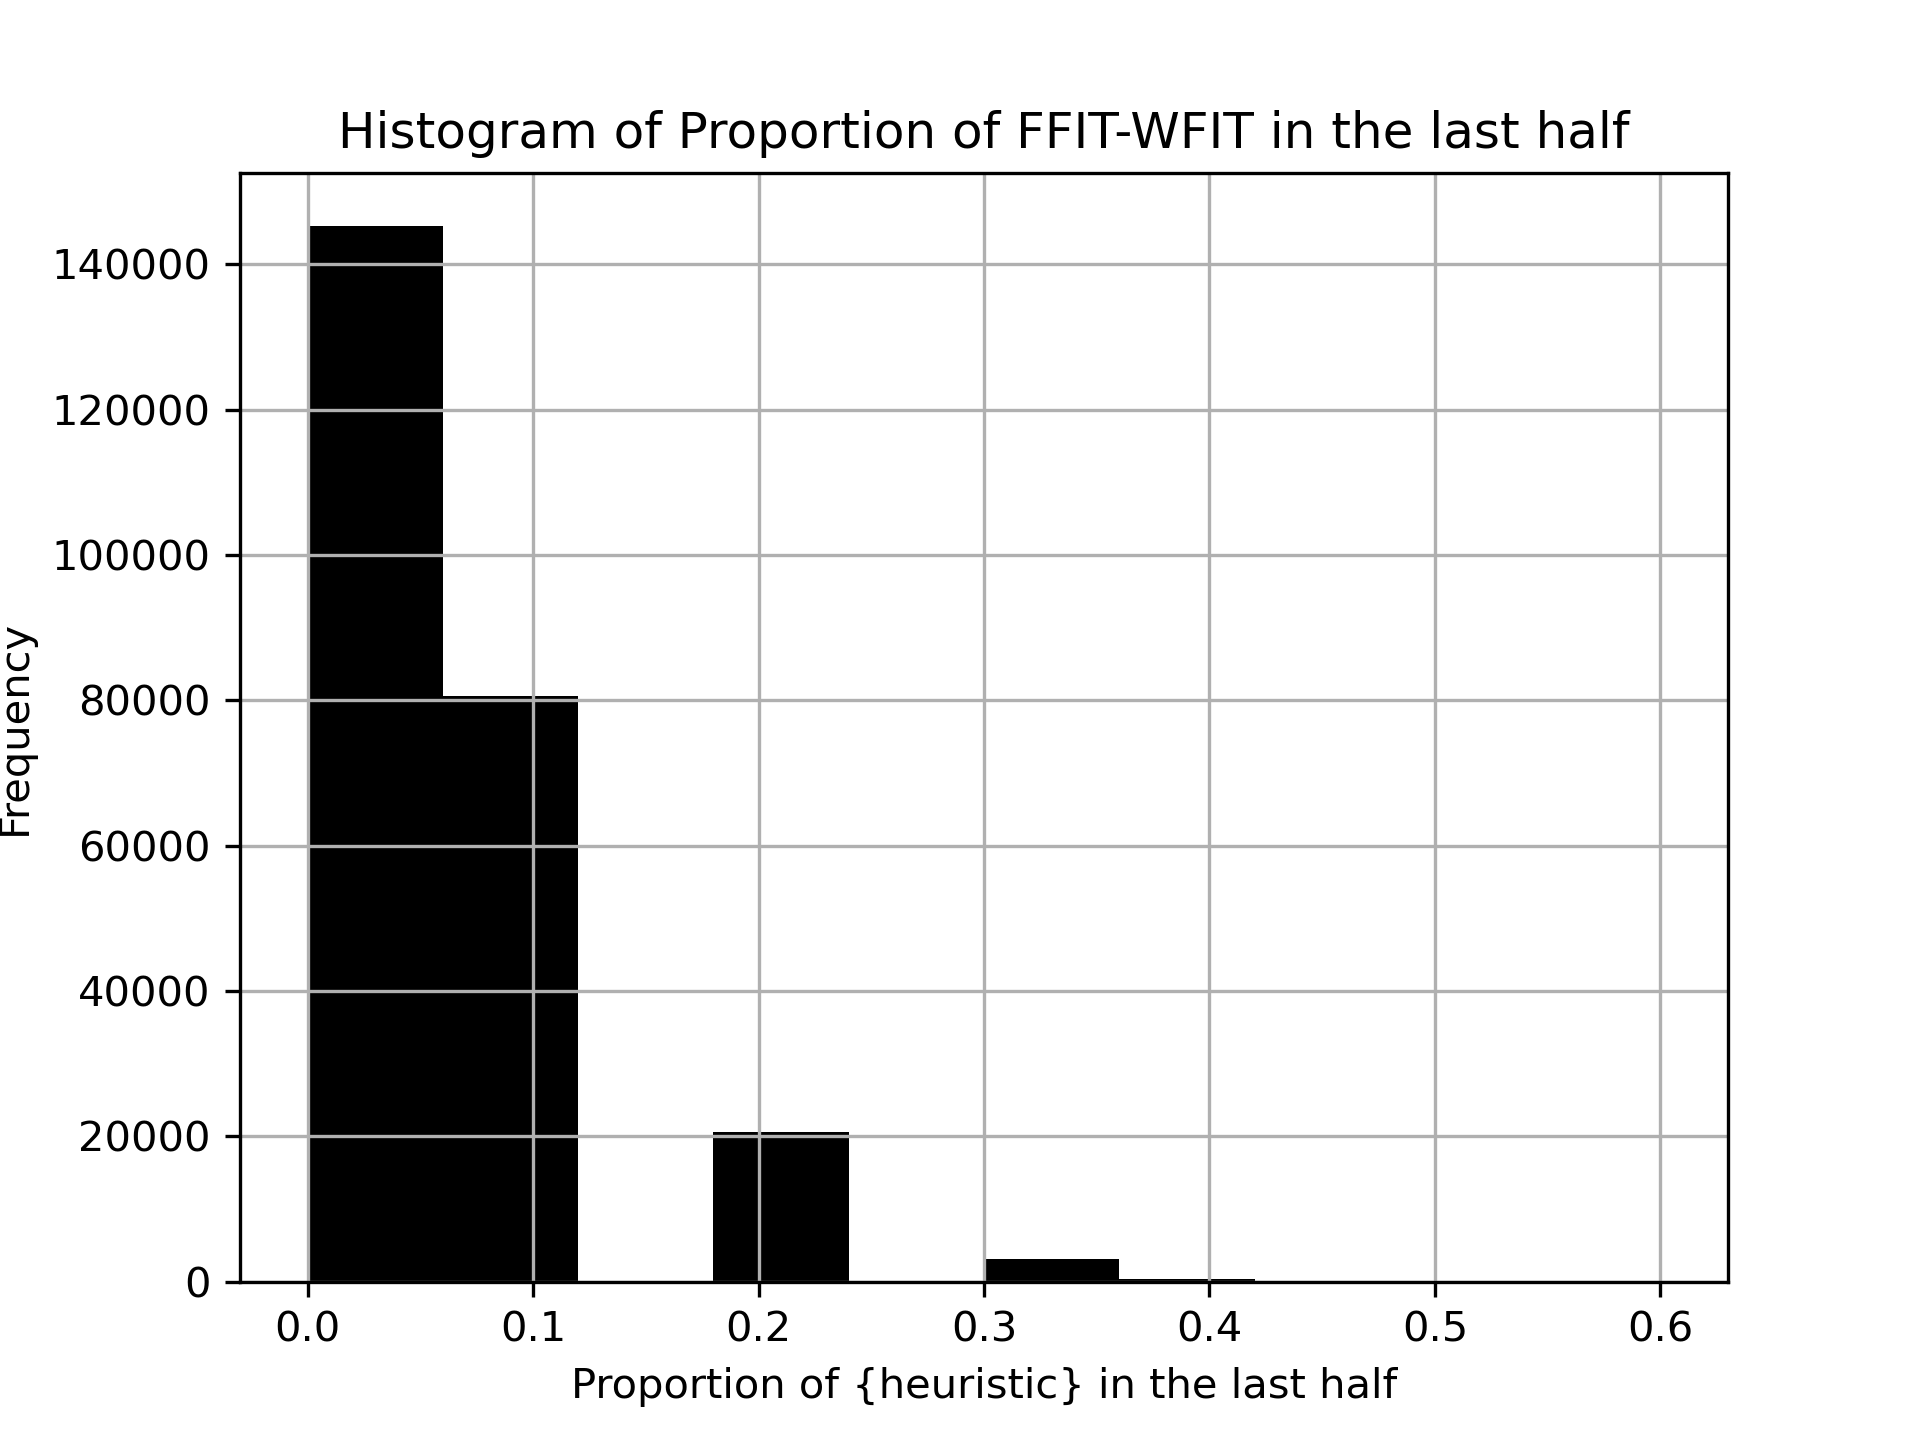 Histogram of Proportion of FFIT-WFIT in the last half
140000
120000
100000
80000
60000
40000
20000
0
Frequency
0.0 0.1 0.2 0.3 0.4 0.5 0.6
Proportion of {heuristic} in the last half